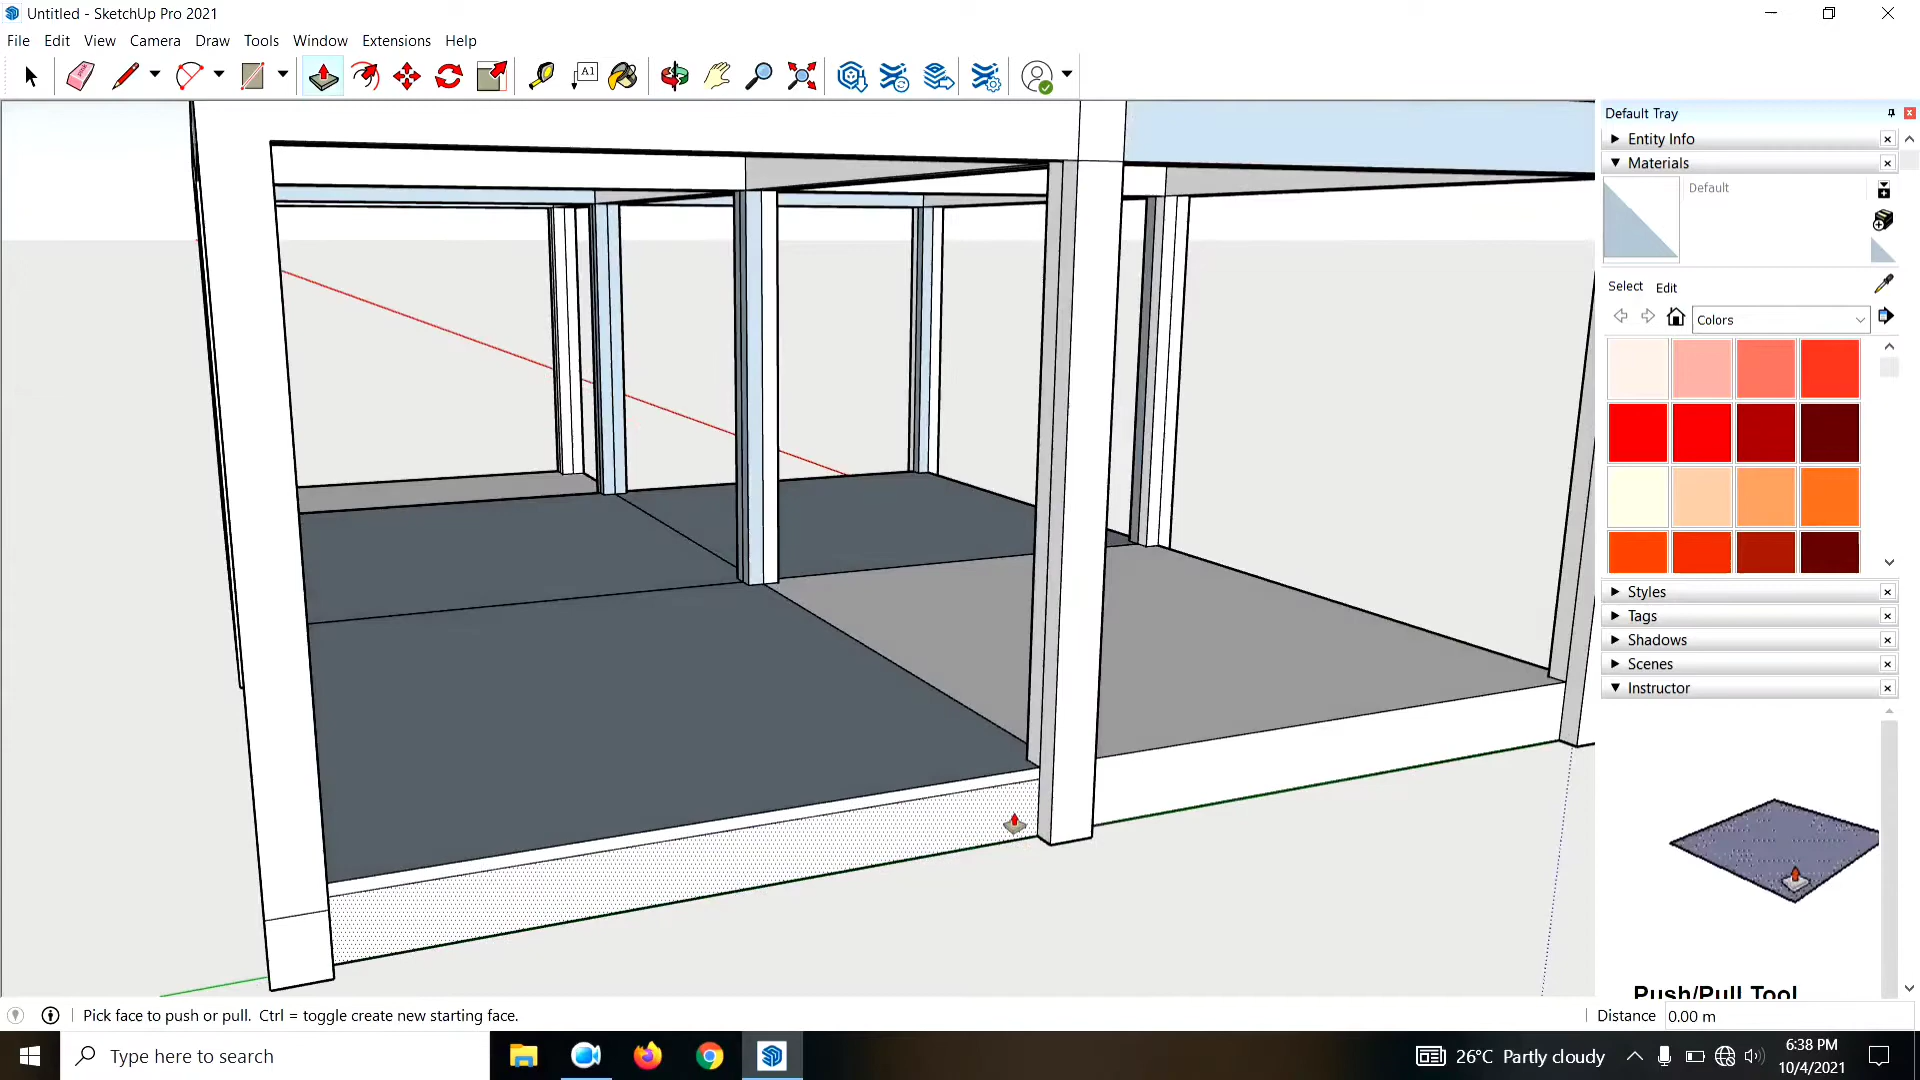 Untitled - SketchUp Pro 2021
File Edit View Camera Draw Tools Window Extensions Help
A1
Default Tray
Entity Info
Materials
Default
Select Edit
Colors
Styles
Tags
Shadows
Scenes
Instructor
Push/Pull Tool
Pick face to push or pull. Ctrl = toggle create new starting face.
Distance 0.00 m
Type here to search
26°C Partly cloudy
6:38 PM
10/4/2021